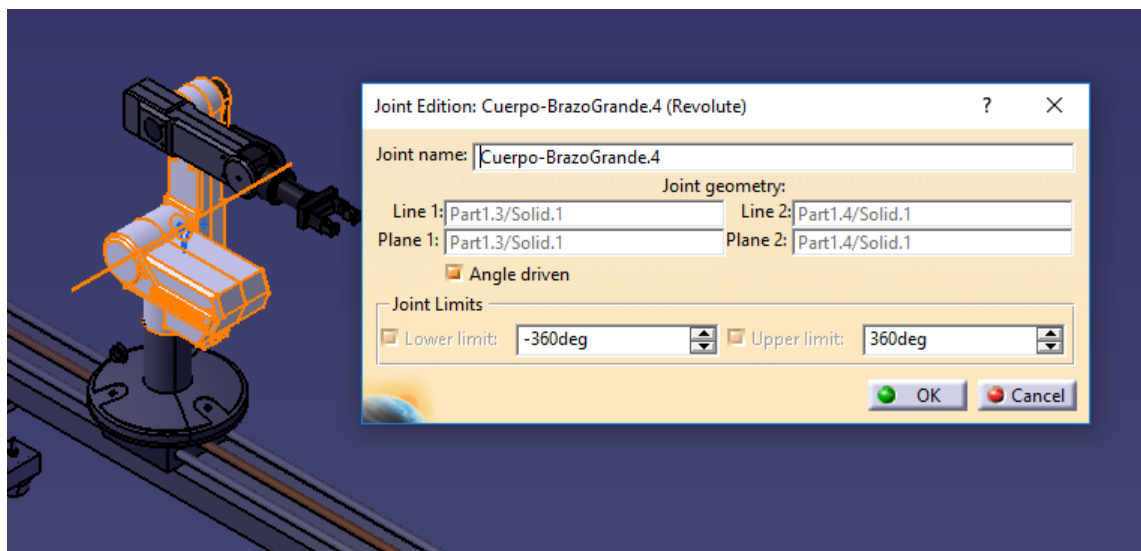 Joint Edition: Cuerpo-BrazoGrande.4 (Revolute) ? ×
Joint name: Cuerpo-BrazoGrande.4
Joint geometry:
Line 1: Part1.3/Solid.1 Line 2: Part1.4/Solid.1
Plane 1: Part1.3/Solid.1 Plane 2: Part1.4/Solid.1
Angle driven
Joint Limits
Lower limit: -360deg Upper limit: 360deg
OK Cancel